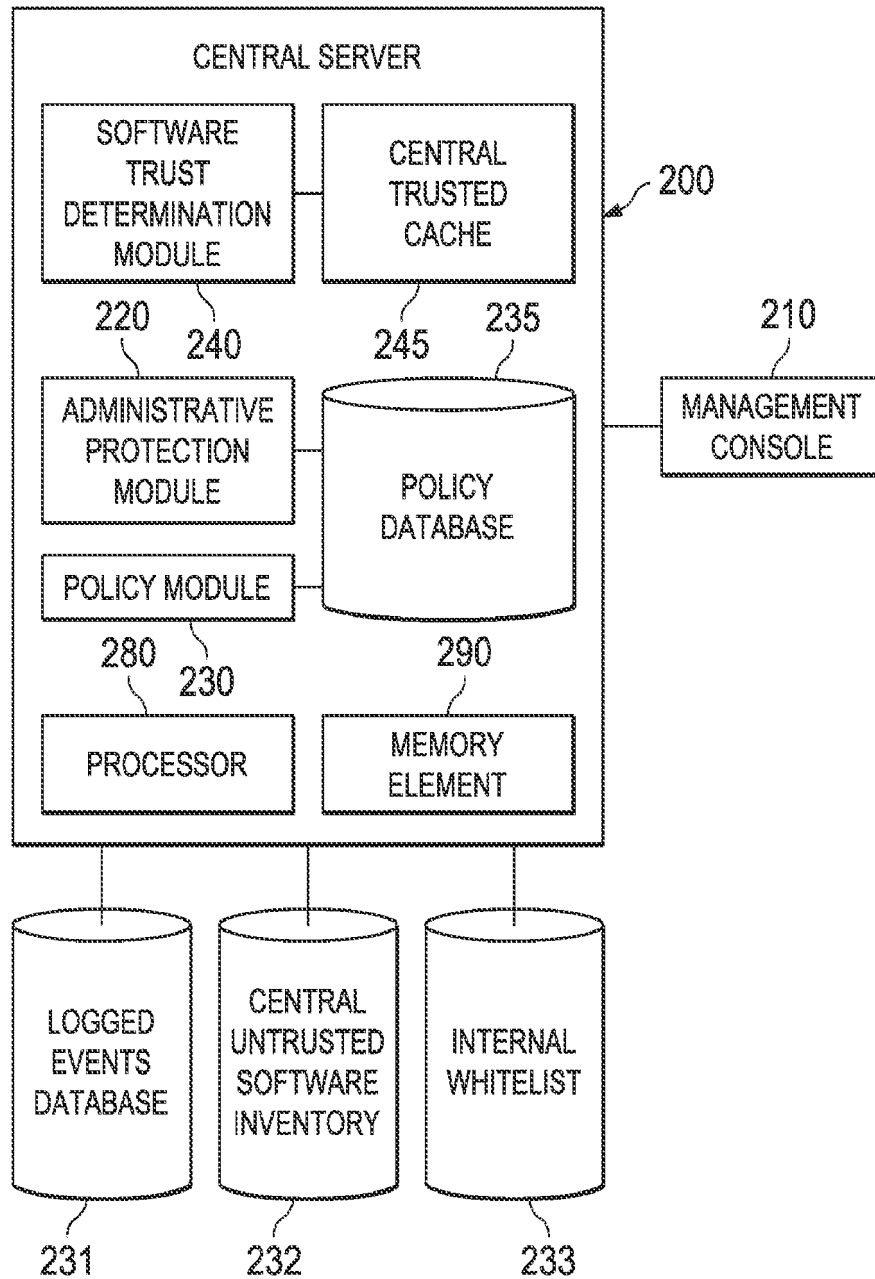 CENTRAL SERVER
SOFTWARE
TRUST
DETERMINATION
MODULE
CENTRAL
TRUSTED
CACHE
200
220
240
245
235
210
ADMINISTRATIVE
PROTECTION
MODULE
POLICY
DATABASE
MANAGEMENT
CONSOLE
POLICY MODULE
280
230
290
PROCESSOR
MEMORY
ELEMENT
LOGGED
EVENTS
DATABASE
CENTRAL
UNTRUSTED
SOFTWARE
INVENTORY
INTERNAL
WHITELIST
231
232
233